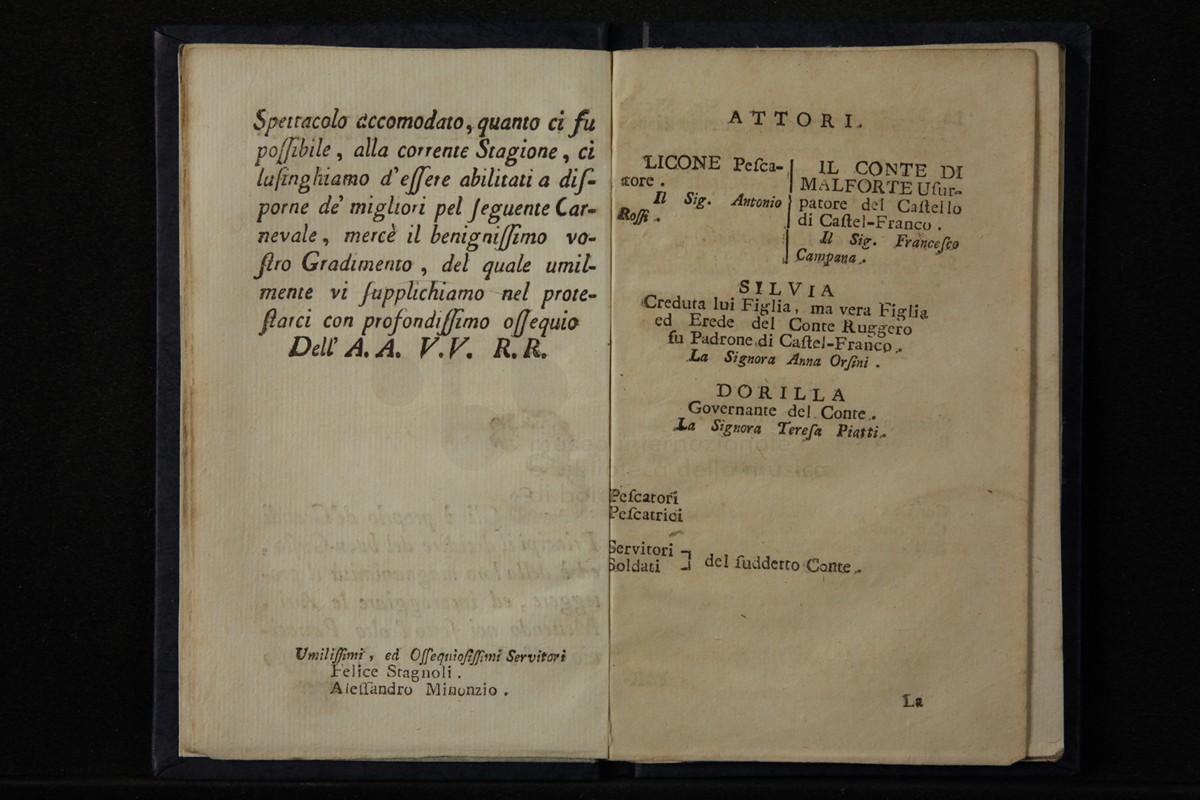 Spettacolo accomodato, quanto ci fu
poſſibile, alla corrente Stagione, ci
luſinghiamo d'eſſere abilitati a diſ-
porne de' migliori pel ſeguente Car-
nevale, mercè il benigniſſimo vo-
ſtro Gradimento, del quale umil-
mente vi ſupplichiamo nel prote-
ſtarci con profondiſſimo oſſequio
Dell' A. A. V. V. R. R.
Umiliſſimi, ed Oſſequioſiſſimi Servitori
Felice Stagnoli.
Aleſſandro Minonzio.
ATTORI.
LICONE Peſca-
tore.
Il Sig. Antonio
Roſſi.
IL CONTE DI
MALFORTE Uſur-
patore del Caſtello
di Caſtel-Franco.
Il Sig. Franceſco
Campana.
SILVIA
Creduta lui Figlia, ma vera Figlia
ed Erede del Conte Ruggero
fu Padrone di Caſtel-Franco.
La Signora Anna Orſini.
DORILLA
Governante del Conte.
La Signora Tereſa Piatti.
Peſcatori
Peſcatrici
Servitori
Soldati
del ſuddetto Conte.
La